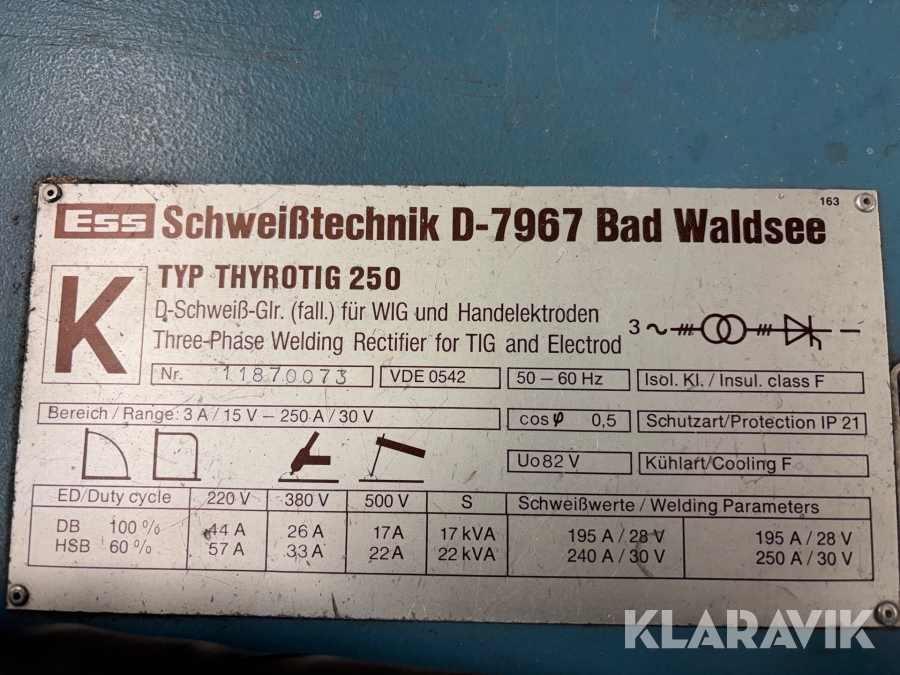 163
ESS Schweißtechnik D-7967 Bad Waldsee
K
TYP THYROTIG 250
D-Schweiß-Glr. (fall.) für WIG und Handelektroden
Three-Phase Welding Rectifier for TIG and Electrod
3 ~
Nr. 11870073 VDE 0542 50 – 60 Hz Isol. Kl. / Insul. class F
Bereich / Range: 3 A / 15 V – 250 A / 30 V cos φ 0,5 Schutzart/Protection IP 21
Uo 82 V Kühlart/Cooling F
ED/Duty cycle 220 V 380 V 500 V S Schweißwerte / Welding Parameters
DB 100 % 44 A 26 A 17 A 17 kVA 195 A / 28 V 195 A / 28 V
HSB 60 % 57 A 33 A 22 A 22 kVA 240 A / 30 V 250 A / 30 V
KLARAVIK